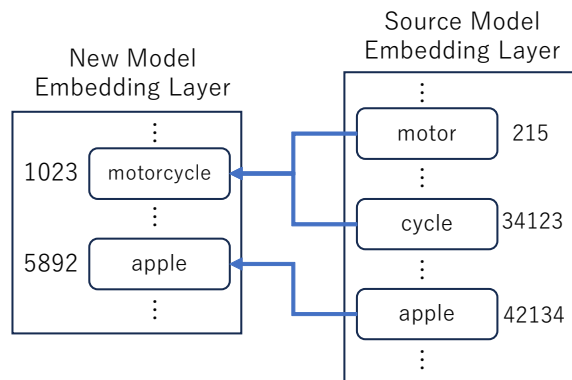 New Model
Embedding Layer
⋮
1023 motorcycle
⋮
5892 apple
⋮
Source Model
Embedding Layer
⋮
motor 215
⋮
cycle 34123
⋮
apple 42134
⋮